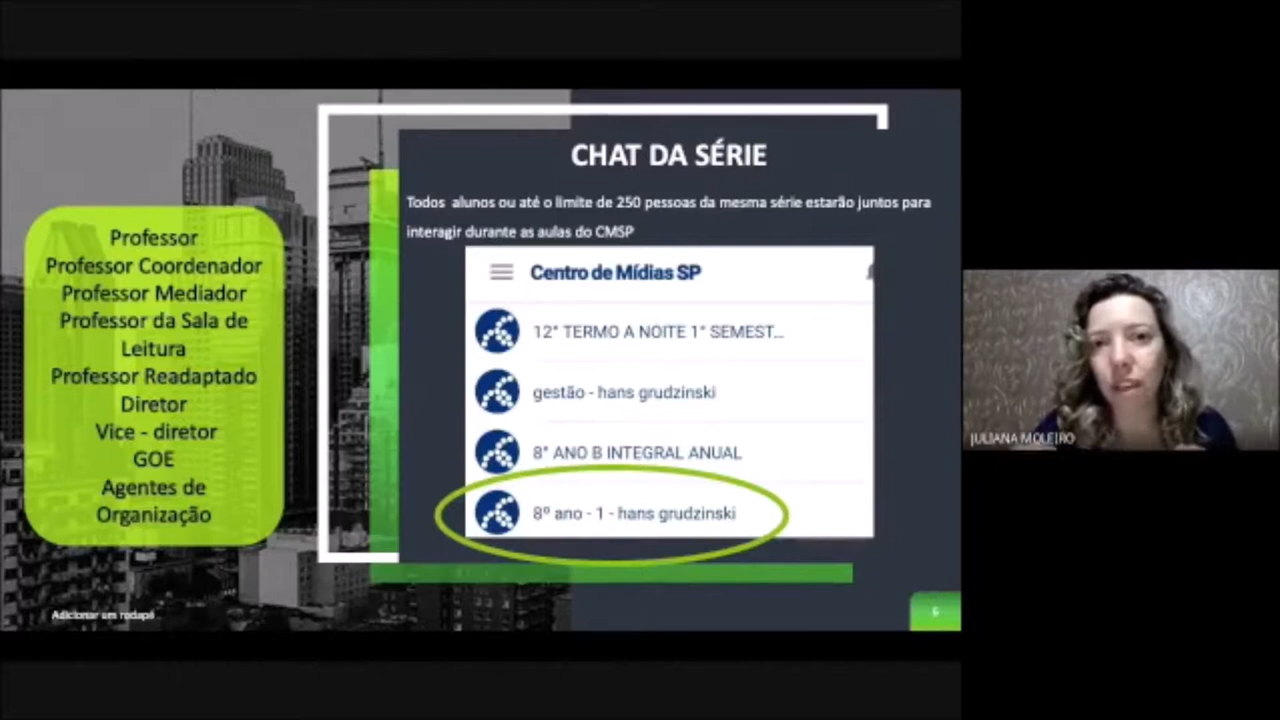 CHAT DA SÉRIE
Todos alunos ou até o limite de 250 pessoas da mesma série estarão juntos para
interagir durante as aulas do CMSP
Professor
Professor Coordenador
Professor Mediador
Professor da Sala de
Leitura
Professor Readaptado
Diretor
Vice - diretor
GOE
Agentes de
Organização
Centro de Mídias SP
12° TERMO A NOITE 1° SEMEST...
gestão - hans grudzinski
8° ANO B INTEGRAL ANUAL
8º ano - 1 - hans grudzinski
Adicionar um rodapé
6
JULIANA MOLEIRO